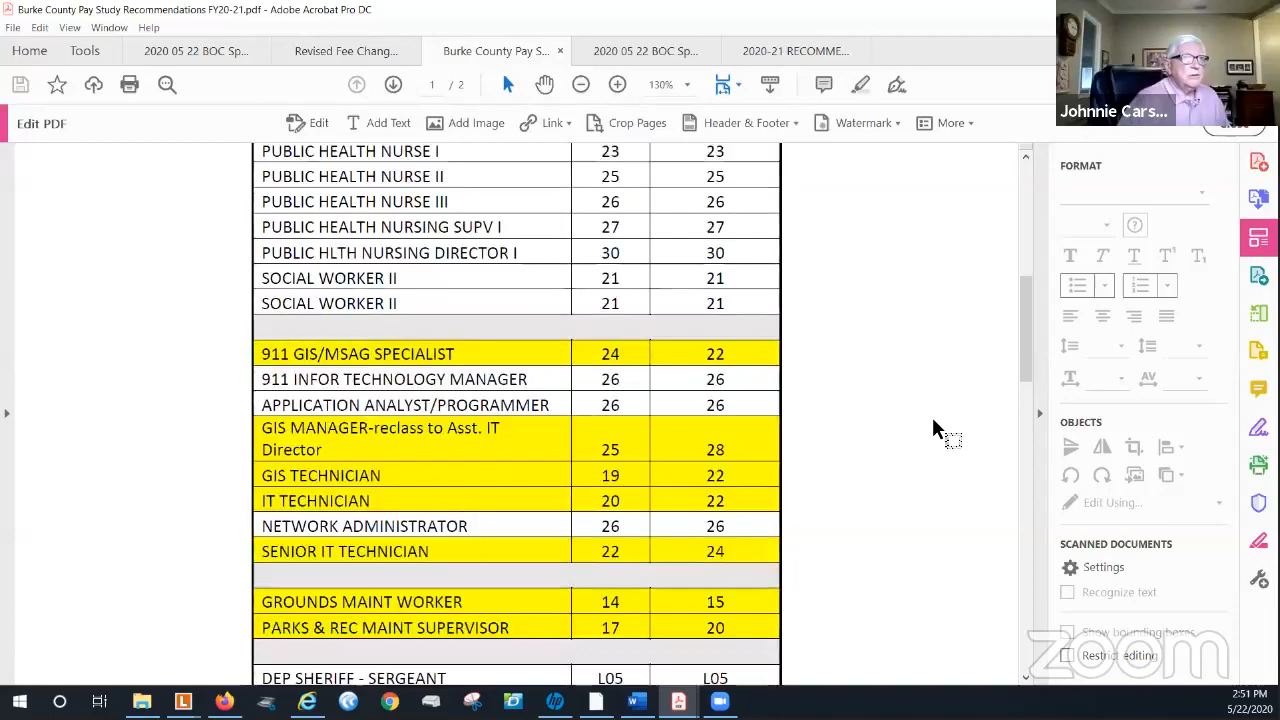 Burke County Pay Study Recommendations FY20-21.pdf - Adobe Acrobat Pro DC
File Edit View Window Help
Home Tools 2020 05 22 BOC Sp... Revised Fee Chang... Burke County Pay S... × 2020 05 22 BOC Sp... 2020-21 RECOMME...
1 / 2 130%
Johnnie Cars...
Edit PDF Edit Add Image Link Crop Pages Header & Footer Watermark More
PUBLIC HEALTH NURSE I 23 23
PUBLIC HEALTH NURSE II 25 25
PUBLIC HEALTH NURSE III 26 26
PUBLIC HEALTH NURSING SUPV I 27 27
PUBLIC HLTH NURSING DIRECTOR I 30 30
SOCIAL WORKER II 21 21
SOCIAL WORKER II 21 21
911 GIS/MSAG SPECIALIST 24 22
911 INFOR TECHNOLOGY MANAGER 26 26
APPLICATION ANALYST/PROGRAMMER 26 26
GIS MANAGER-reclass to Asst. IT
Director 25 28
GIS TECHNICIAN 19 22
IT TECHNICIAN 20 22
NETWORK ADMINISTRATOR 26 26
SENIOR IT TECHNICIAN 22 24
GROUNDS MAINT WORKER 14 15
PARKS & REC MAINT SUPERVISOR 17 20
DEP SHERIFF - SERGEANT L05 L05
FORMAT
OBJECTS
Edit Using...
SCANNED DOCUMENTS
Settings
Recognize text
Show bounding boxes
Restrict editing
zoom
2:51 PM
5/22/2020